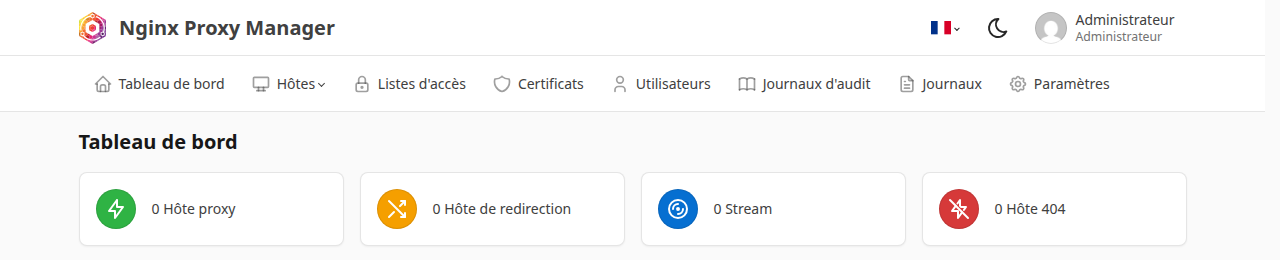 Nginx Proxy Manager
Administrateur
Administrateur
Tableau de bord Hôtes Listes d'accès Certificats Utilisateurs Journaux d'audit Journaux Paramètres
Tableau de bord
0 Hôte proxy 0 Hôte de redirection 0 Stream 0 Hôte 404